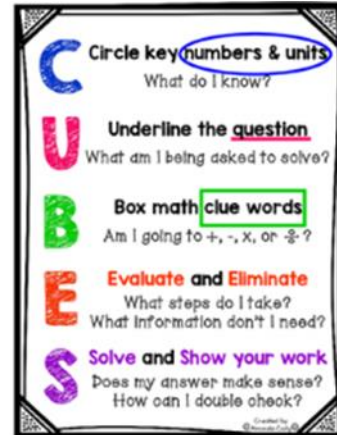 C
Circle key numbers & units
What do I know?
U
Underline the question
What am I being asked to solve?
B
Box math clue words
Am I going to +, -, x, or ÷ ?
E
Evaluate and Eliminate
What steps do I take?
What information don't I need?
S
Solve and Show your work
Does my answer make sense?
How can I double check?
Created by